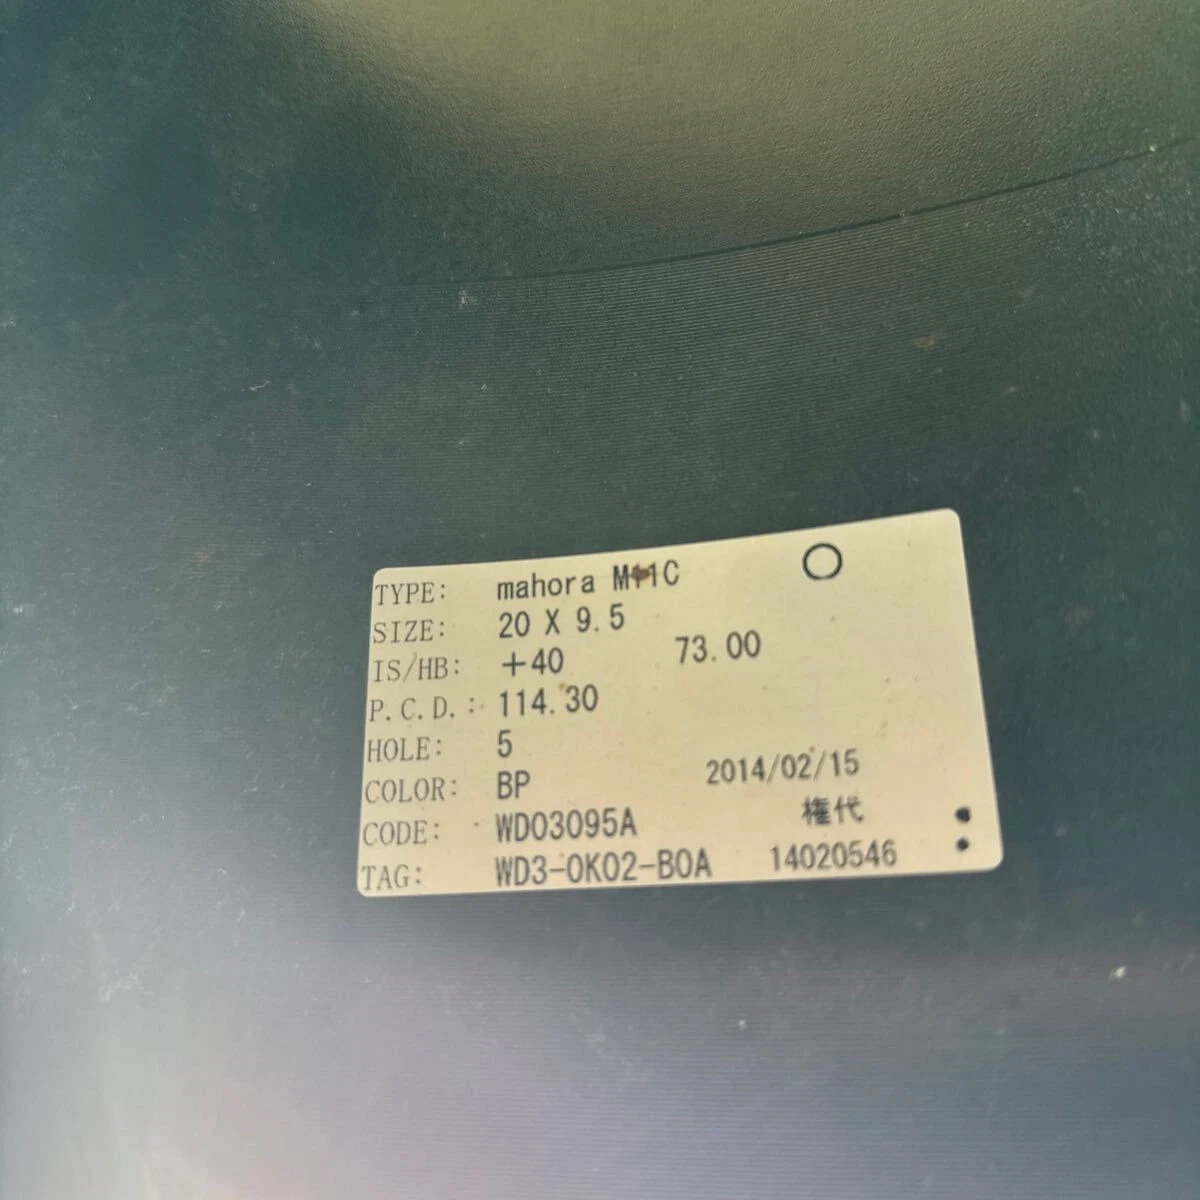 TYPE: mahora M11C ○
SIZE: 20 X 9.5
IS/HB: +40 73.00
P.C.D.: 114.30
HOLE: 5
COLOR: BP 2014/02/15
CODE: WD03095A 権代
TAG: WD3-0K02-B0A 14020546